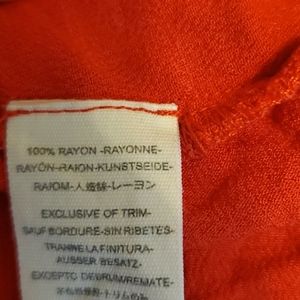 100% RAYON -RAYONNE-
RAYÓN-RAION-KUNSTSEIDE-
RAIOM-人造絲-レーヨン
EXCLUSIVE OF TRIM-
SAUF BORDURE-SIN RIBETES-
TRANNE LA FINITURA-
AUSSER BESATZ-
EXCEPTO DEBRUM/REMATE-